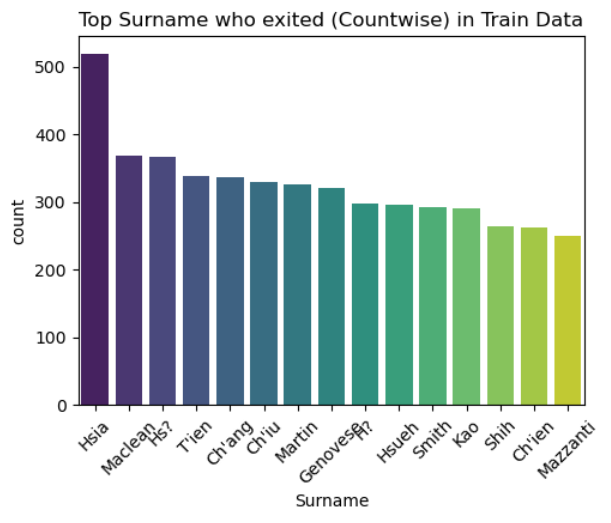 Top Surname who exited (Countwise) in Train Data
500
400
300
200
100
0
count
Hsia
Maclean
Hs?
T'ien
Ch'ang
Ch'iu
Martin
Genovese
H?
Hsueh
Smith
Kao
Shih
Ch'ien
Mazzanti
Surname